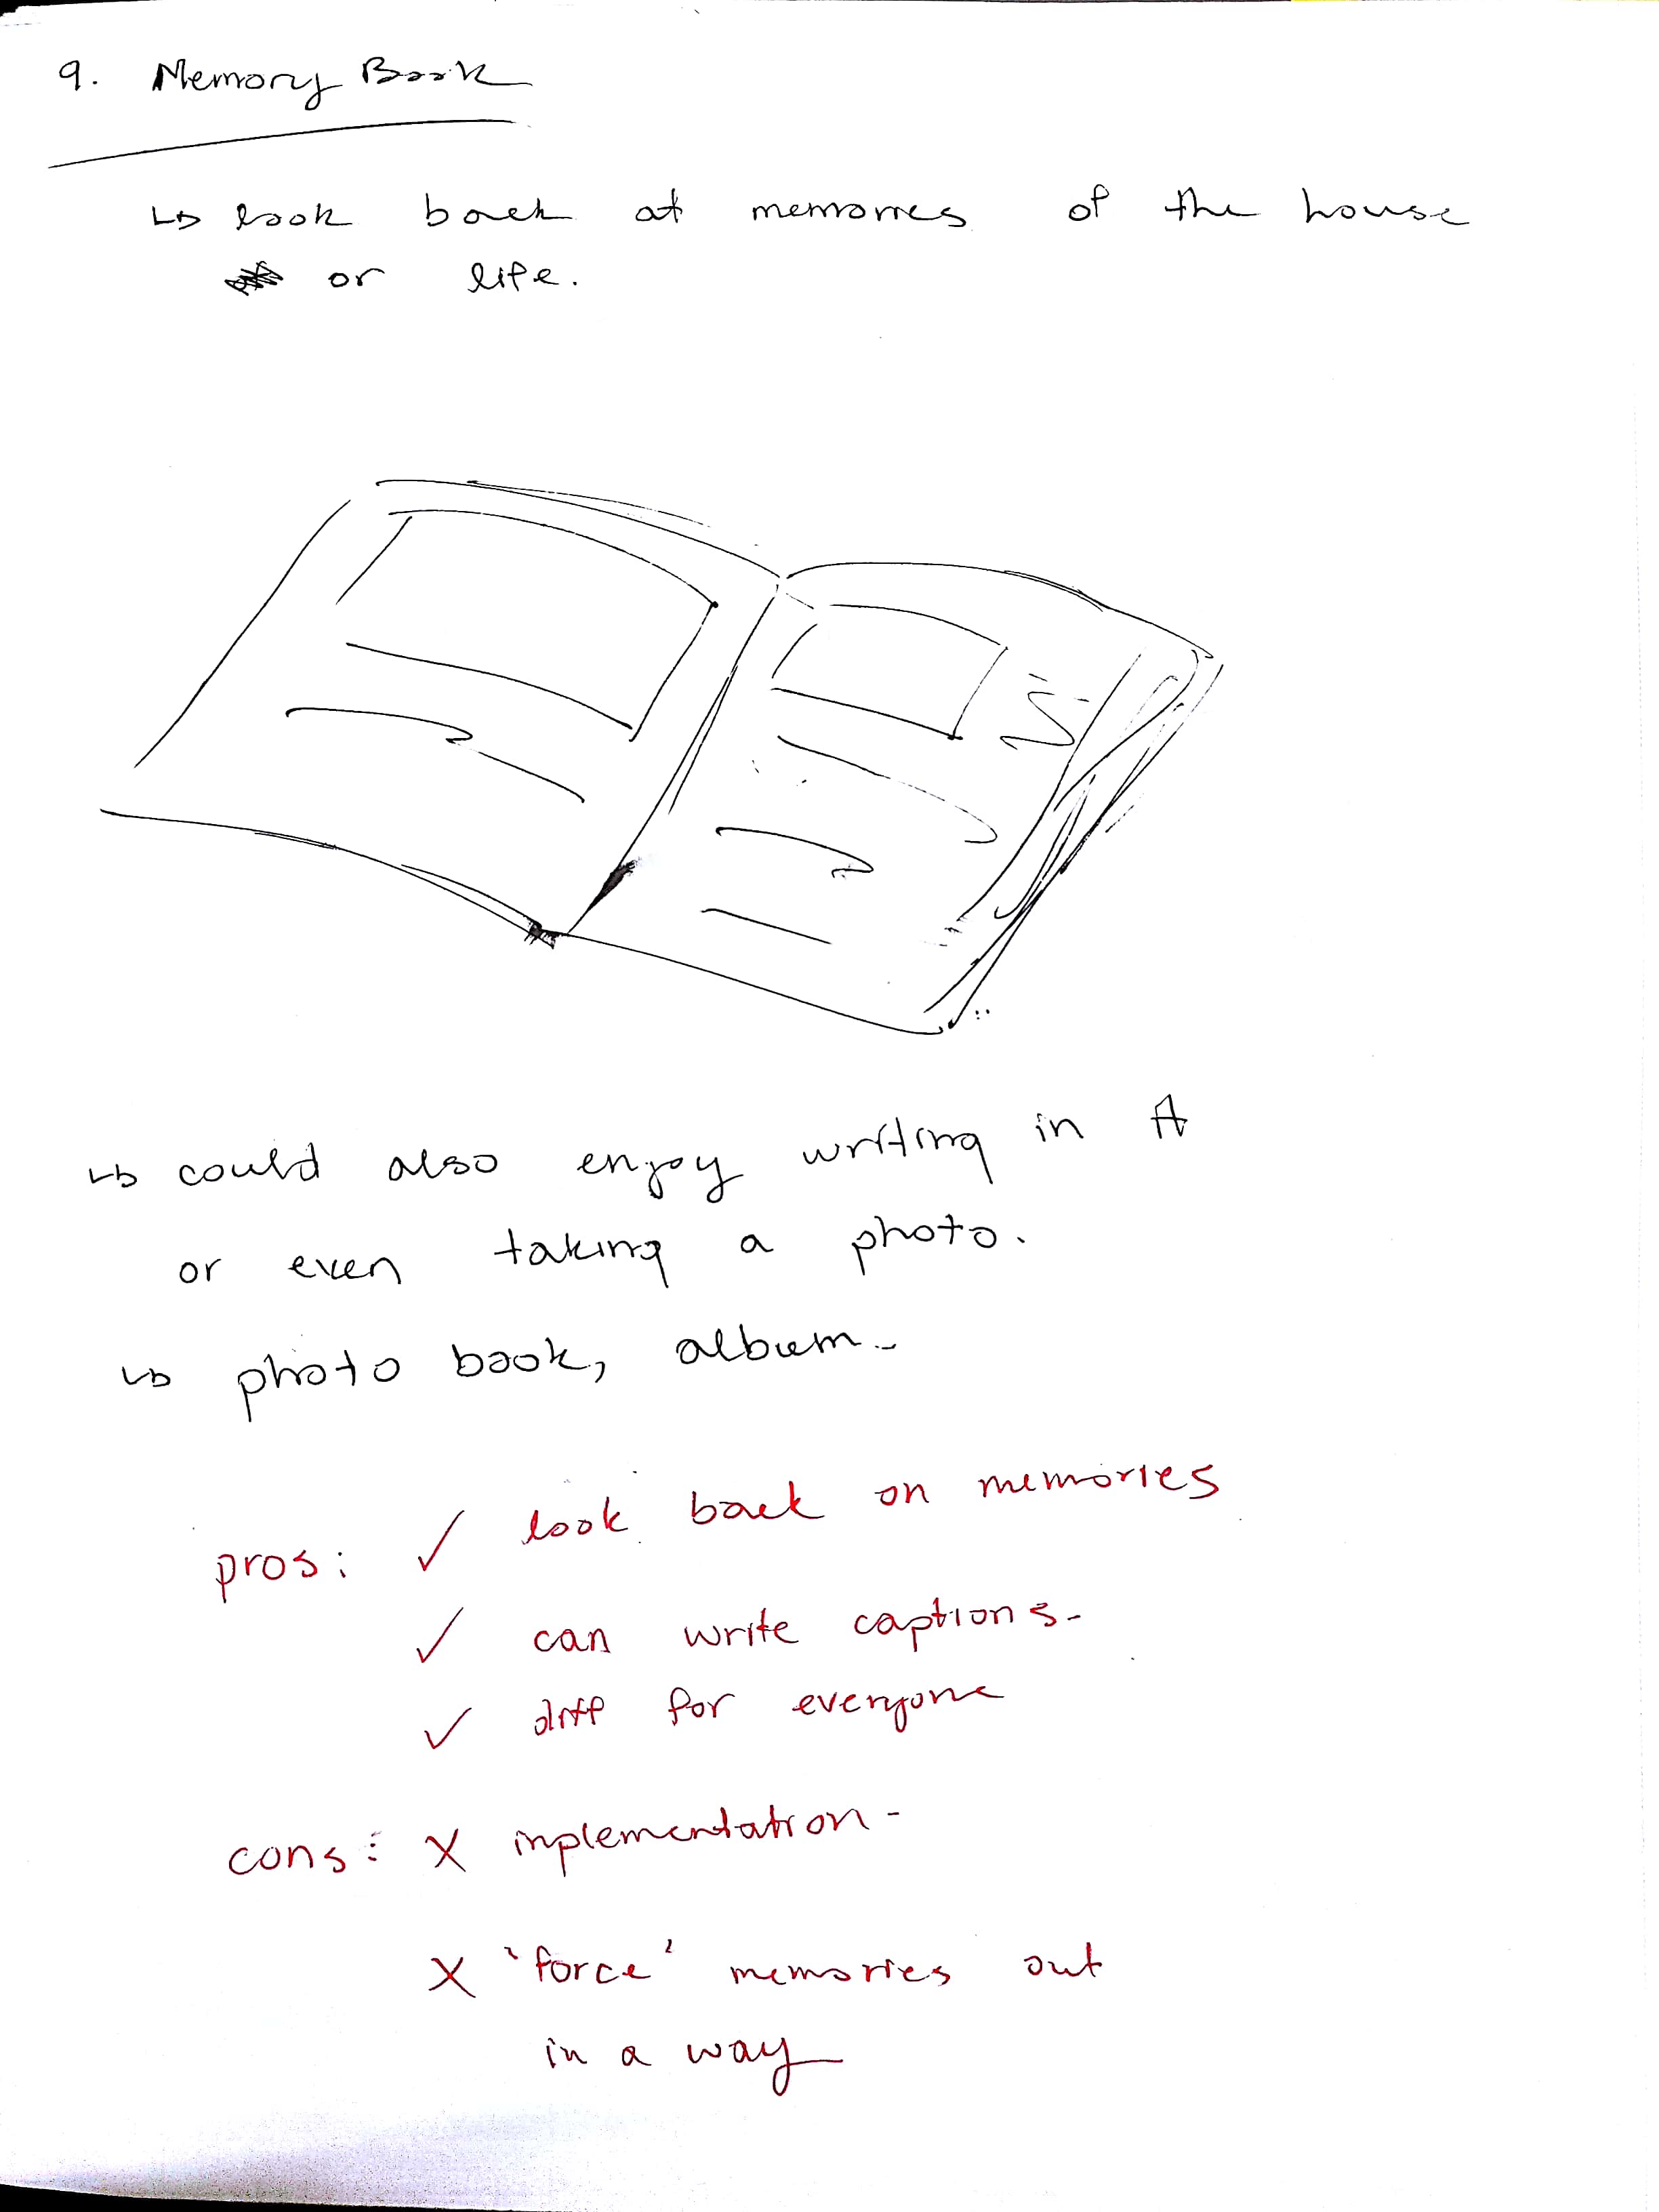 9. Memory Book
↳ look back at memories of the house
or life.
↳ could also enjoy writing in it
or even taking a photo.
↳ photo book, album.
pros: ✓ look back on memories
✓ can write captions.
✓ diff for everyone
cons: X implementation.
X 'force' memories out
in a way